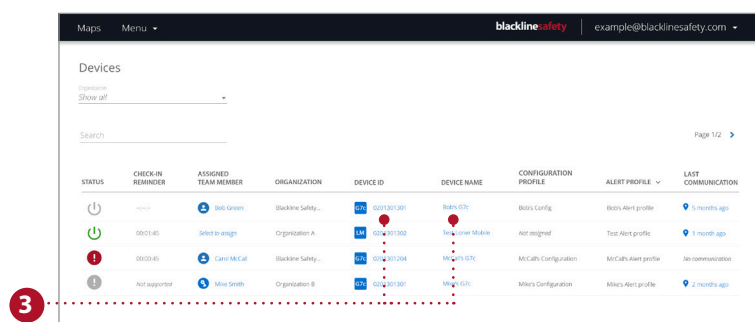 Maps Menu blacklinesafety example@blacklinesafety.com
Devices
Organization
Show all
Search Page 1/2
STATUS CHECK-IN REMINDER ASSIGNED TEAM MEMBER ORGANIZATION DEVICE ID DEVICE NAME CONFIGURATION PROFILE ALERT PROFILE LAST COMMUNICATION
--:--:-- Bob Green Blackline Safety... G7c 0201301301 Bob's G7c Bob's Config Bob's Alert profile 5 months ago
00:01:45 Select to assign Organization A LM 0201301302 Test Loner Mobile Not assigned Test Alert profile 1 month ago
00:03:45 Carol McCall Blackline Safety... G7c 0201301204 McCall's G7c McCall's Configuration McCall's Alert profile No communication
Not supported Mike Smith Organization B G7c 0201301301 Mike's G7c Mike's Configuration Mike's Alert profile 2 months ago
3